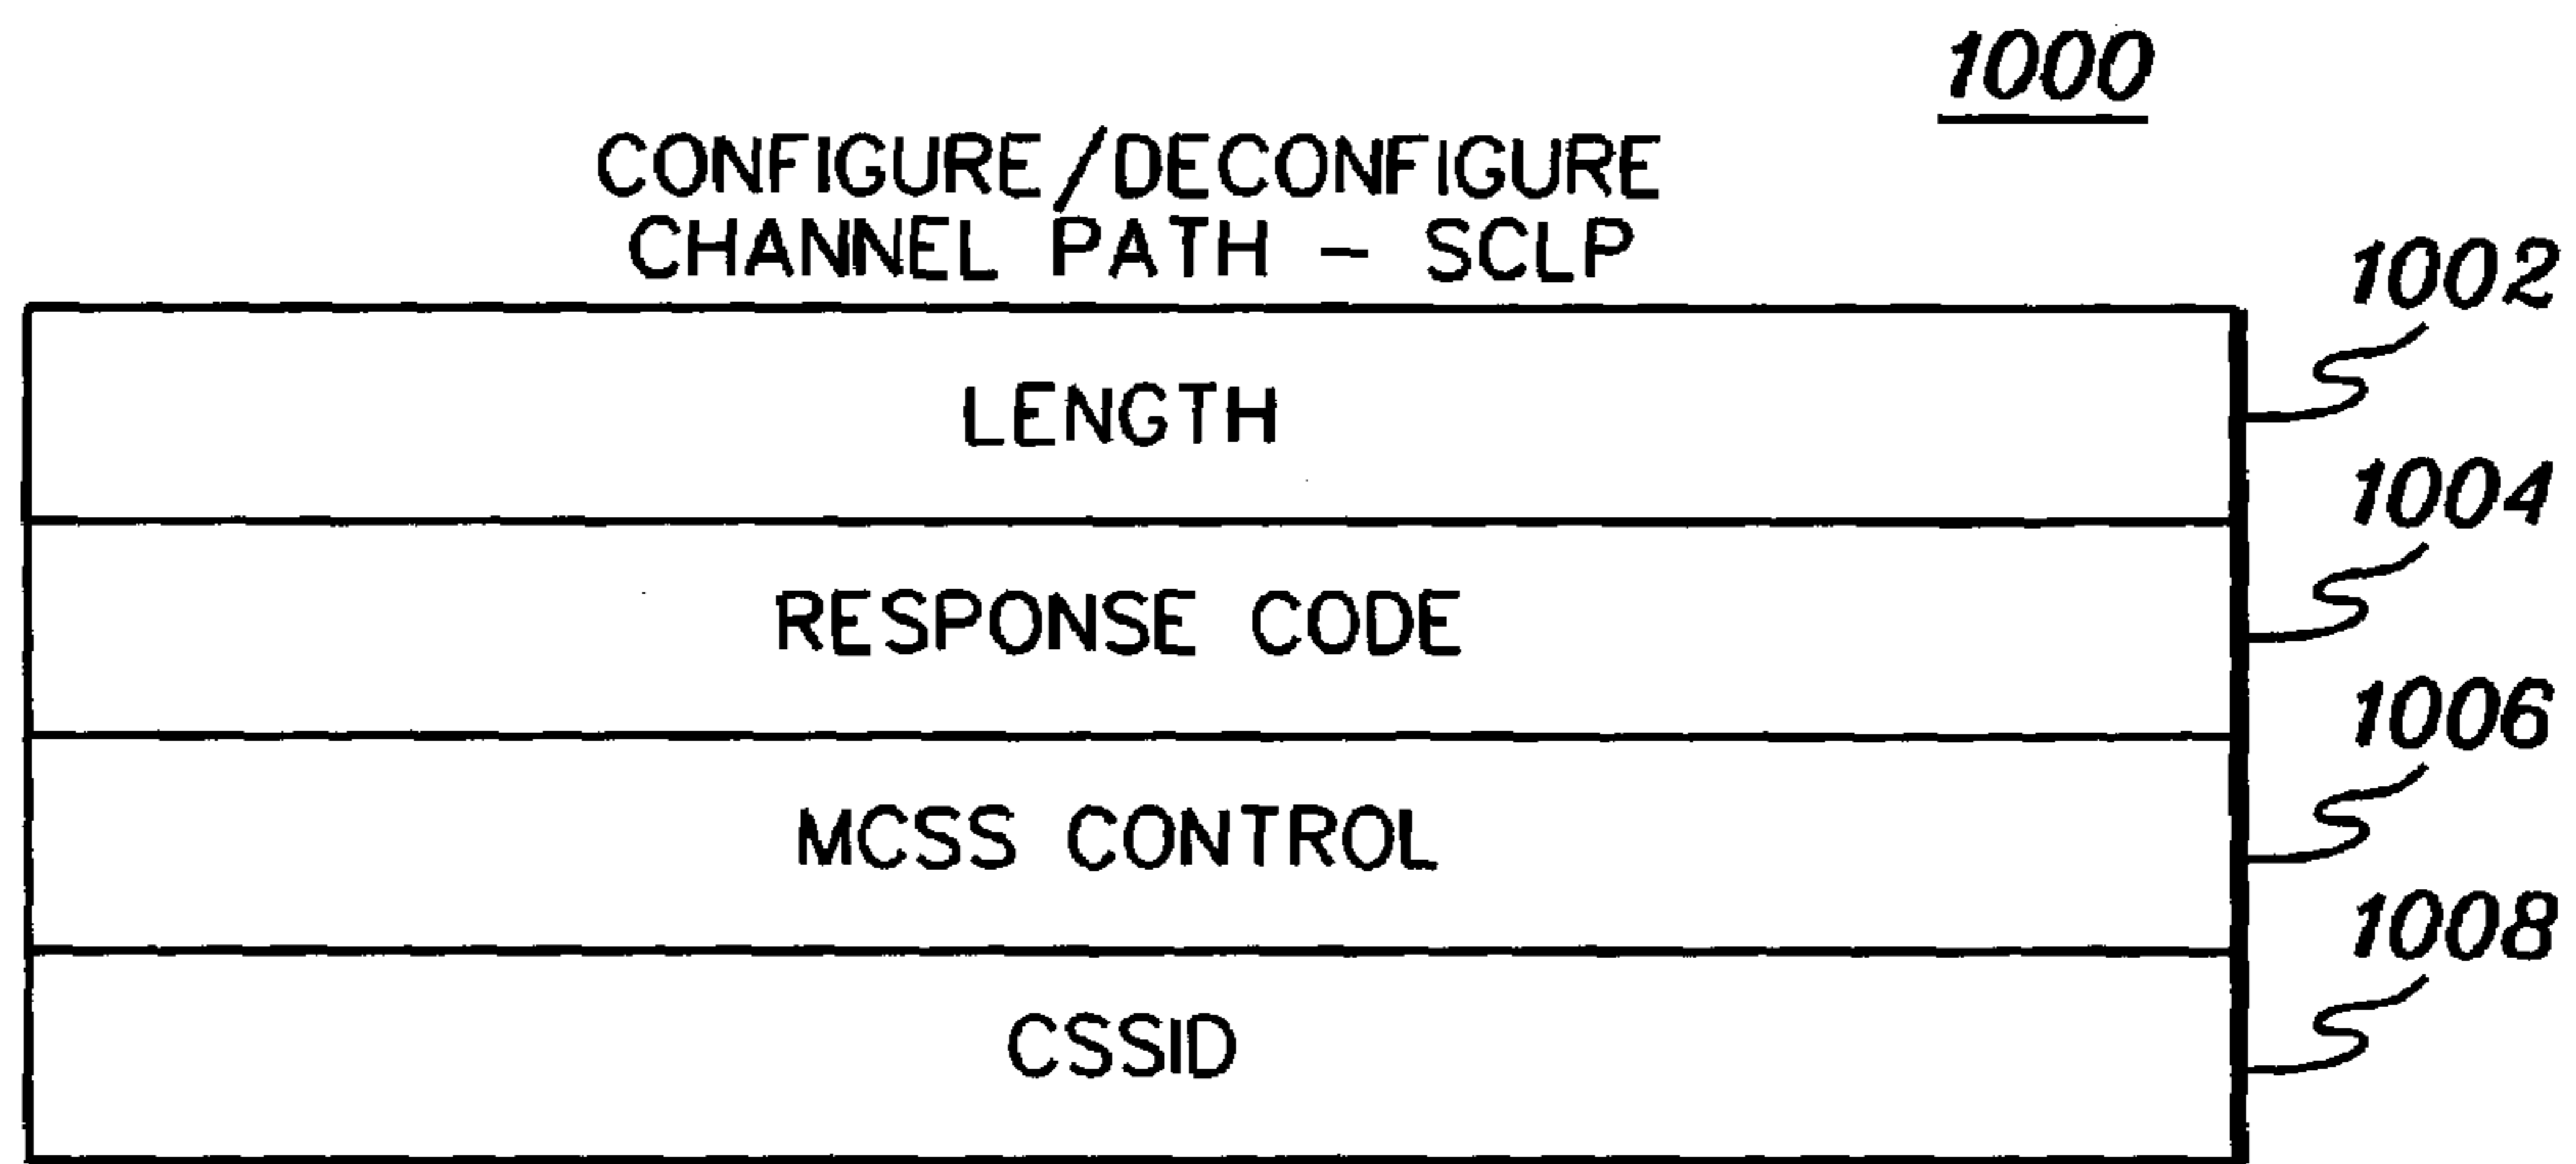 1000
CONFIGURE/DECONFIGURE
CHANNEL PATH - SCLP
1002
LENGTH
1004
RESPONSE CODE
1006
MCSS CONTROL
1008
CSSID